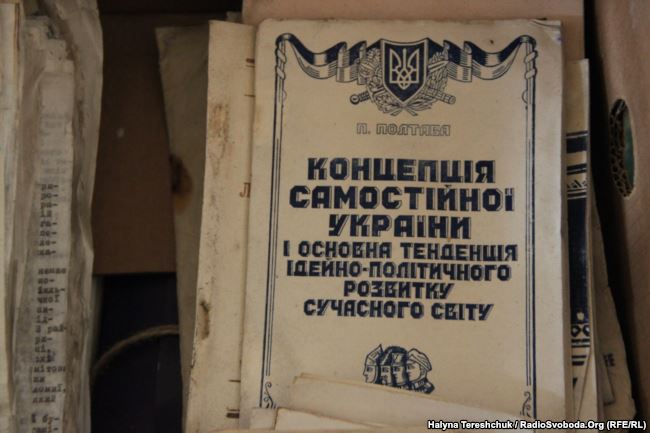 П. ПОЛТАВА
КОНЦЕПЦІЯ
САМОСТІЙНОЇ
УКРАЇНИ
І ОСНОВНА ТЕНДЕНЦІЯ
ІДЕЙНО-ПОЛІТИЧНОГО
РОЗВИТКУ
СУЧАСНОГО СВІТУ
Halyna Tereshchuk / RadioSvoboda.Org (RFE/RL)